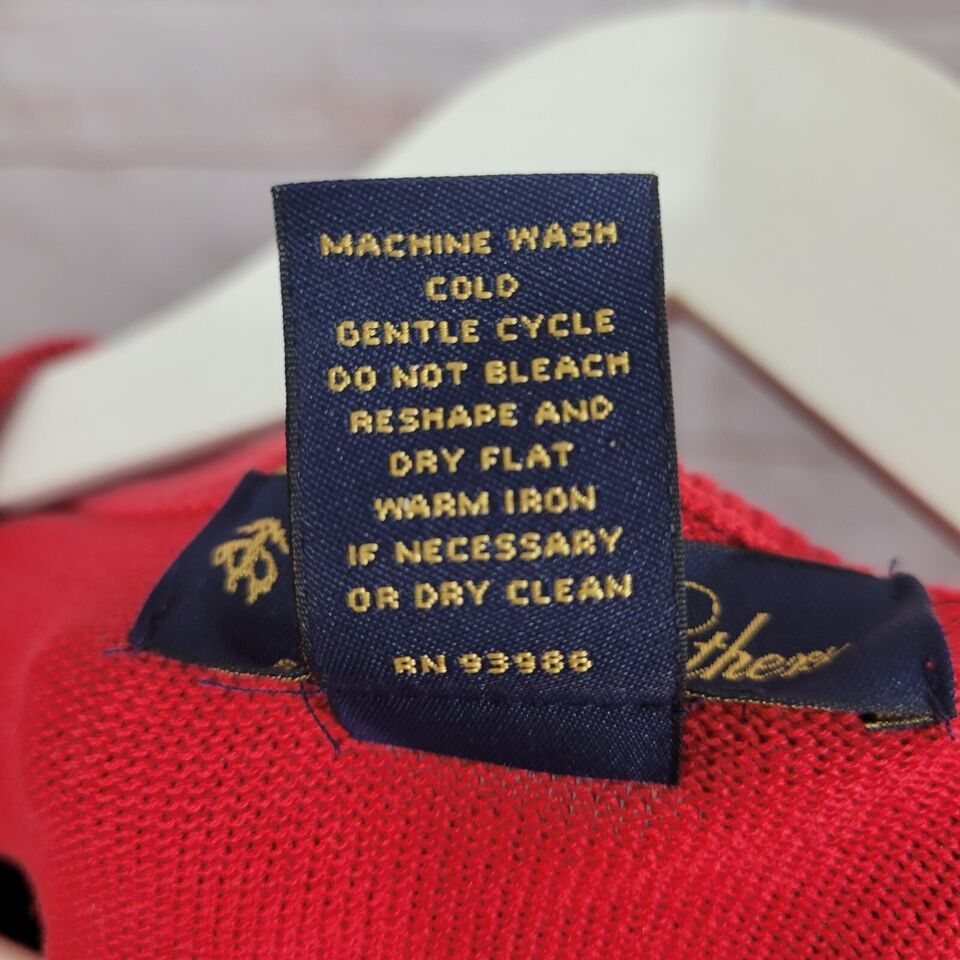 MACHINE WASH
COLD
GENTLE CYCLE
DO NOT BLEACH
RESHAPE AND
DRY FLAT
WARM IRON
IF NECESSARY
OR DRY CLEAN
RN 93986